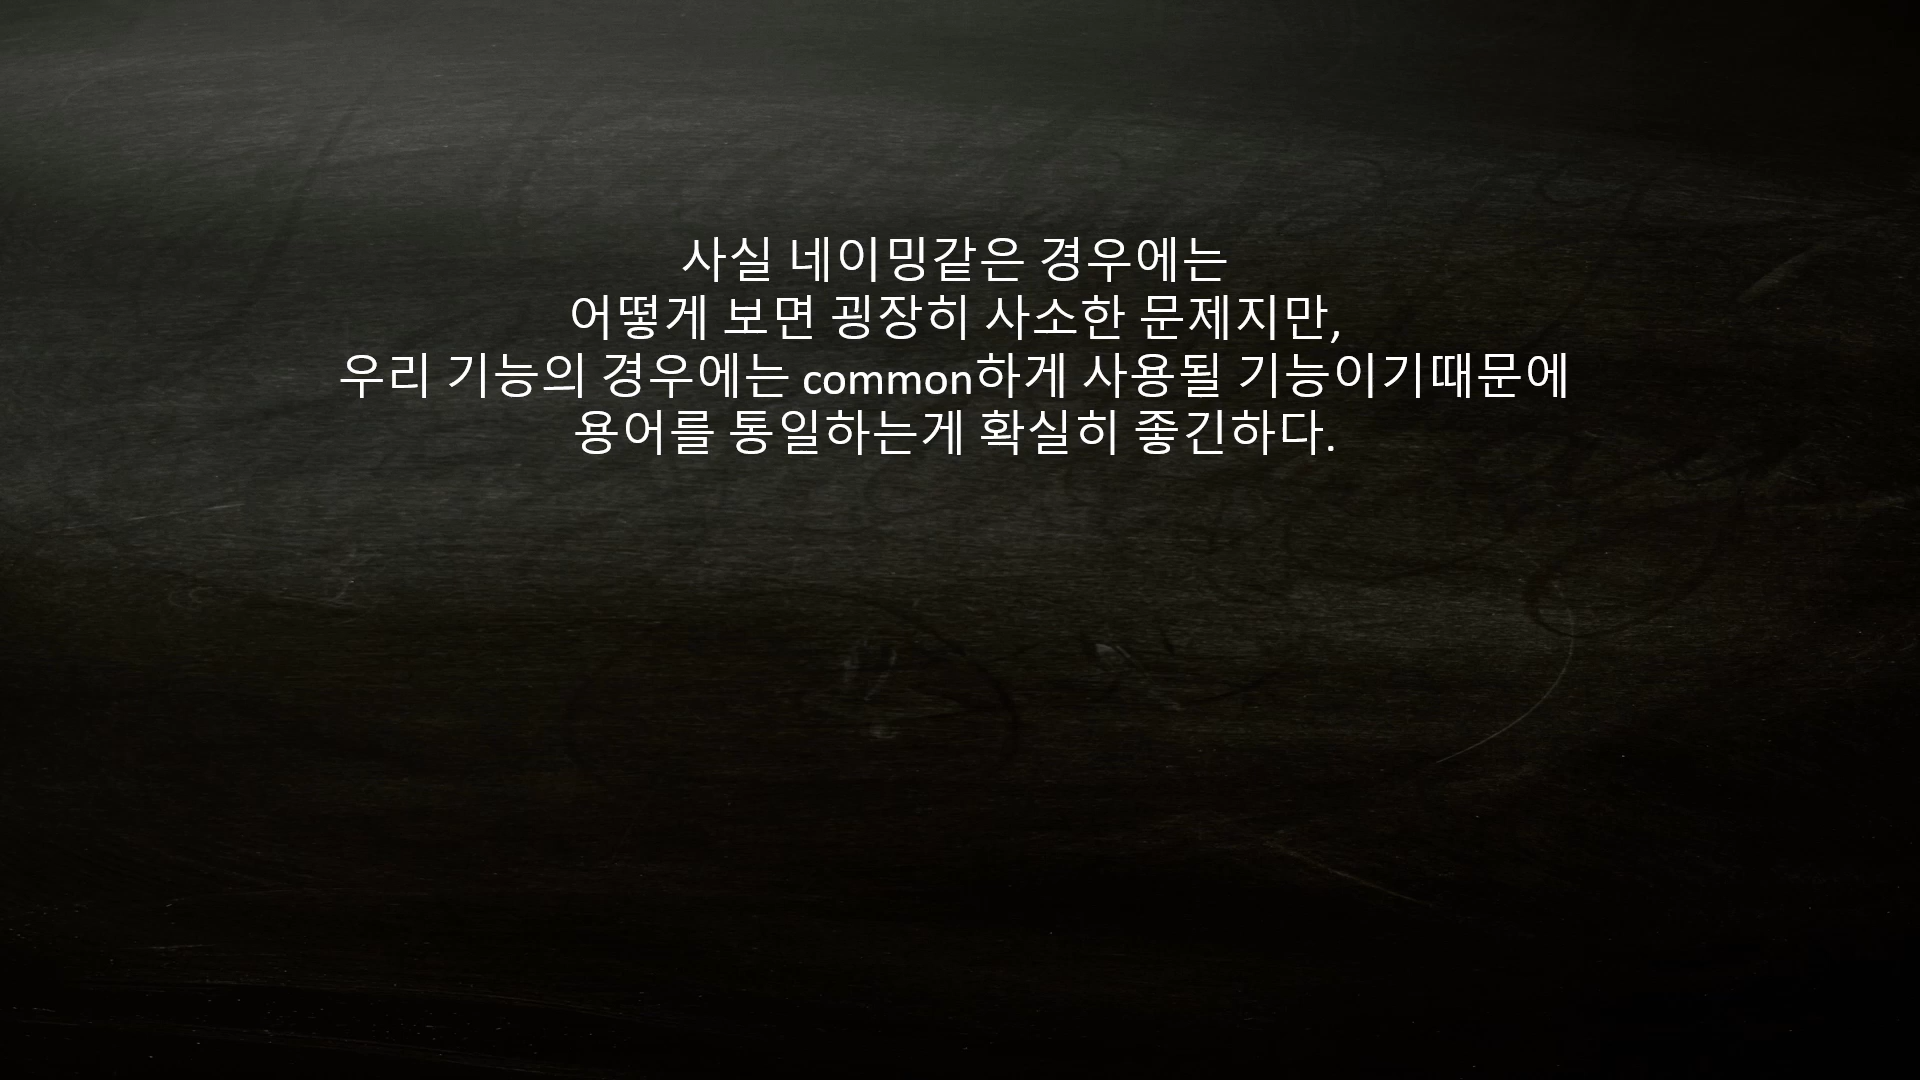 사실 네이밍같은 경우에는
어떻게 보면 굉장히 사소한 문제지만,
우리 기능의 경우에는 common하게 사용될 기능이기때문에
용어를 통일하는게 확실히 좋긴하다.